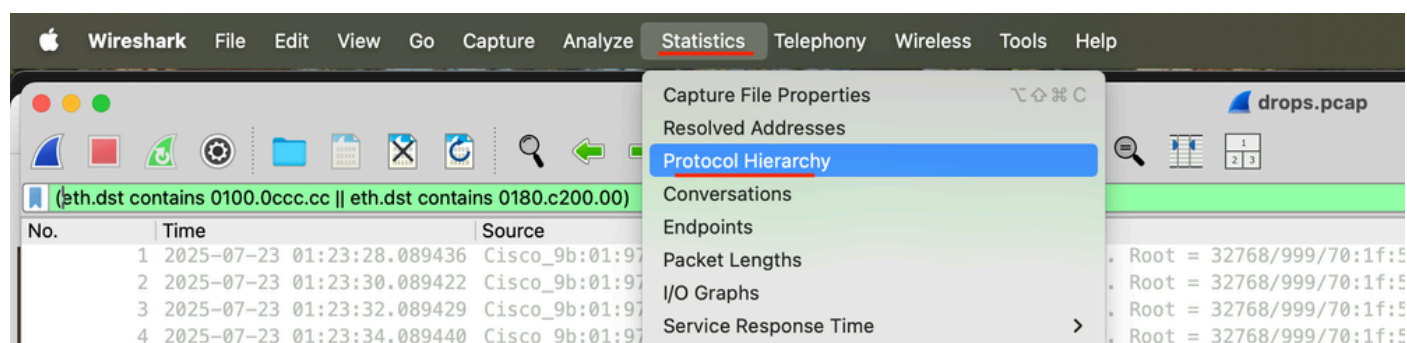 Wireshark File Edit View Go Capture Analyze Statistics Telephony Wireless Tools Help
Capture File Properties ⌥⇧⌘C
drops.pcap
Resolved Addresses
Protocol Hierarchy
(eth.dst contains 0100.0ccc.cc || eth.dst contains 0180.c200.00)
Conversations
No. Time Source
Endpoints
1 2025-07-23 01:23:28.089436 Cisco_9b:01:97 . Root = 32768/999/70:1f:5
Packet Lengths
2 2025-07-23 01:23:30.089422 Cisco_9b:01:97 . Root = 32768/999/70:1f:5
I/O Graphs
3 2025-07-23 01:23:32.089429 Cisco_9b:01:97 . Root = 32768/999/70:1f:5
Service Response Time >
4 2025-07-23 01:23:34.089440 Cisco_9b:01:97 . Root = 32768/999/70:1f:5